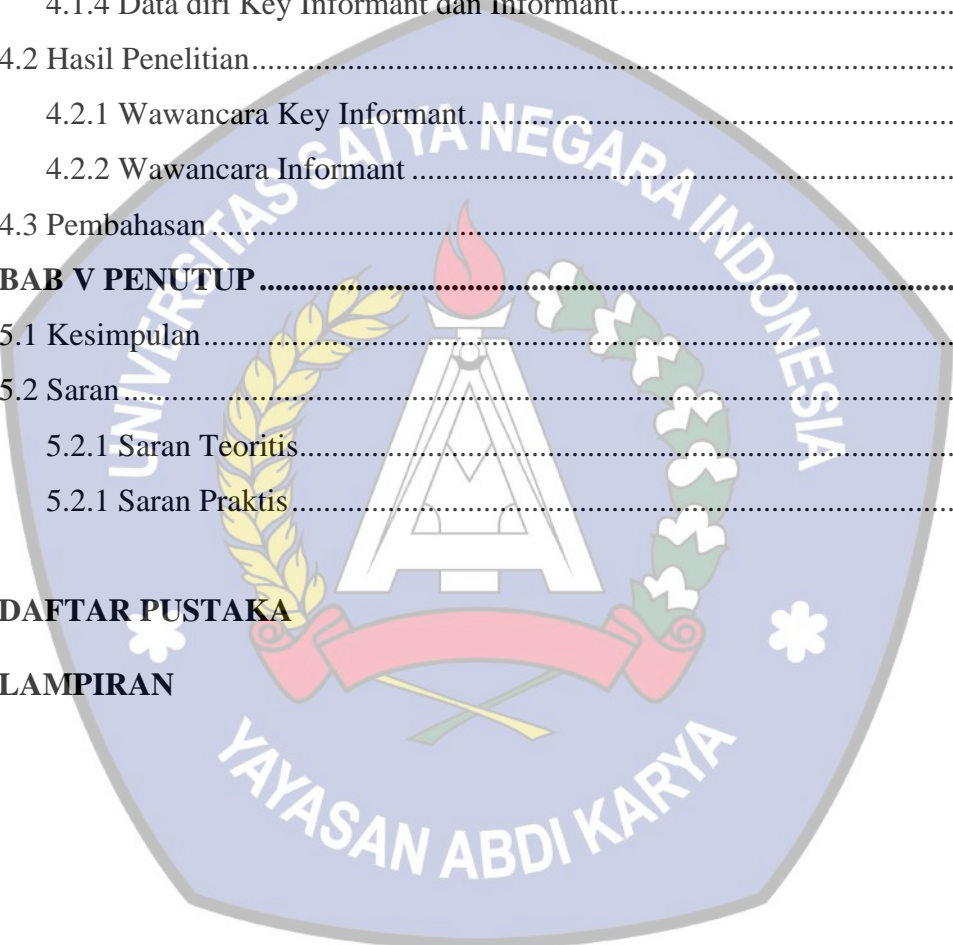 4.1.4 Data diri Key Informant dan Informant........................................
4.2 Hasil Penelitian........................................
4.2.1 Wawancara Key Informant........................................
4.2.2 Wawancara Informant ........................................
4.3 Pembahasan ........................................
BAB V PENUTUP ........................................
5.1 Kesimpulan........................................
5.2 Saran........................................
5.2.1 Saran Teoritis........................................
5.2.1 Saran Praktis........................................
DAFTAR PUSTAKA
LAMPIRAN
UNIVERSITAS SATYA NEGARA INDONESIA
YAYASAN ABDI KARYA